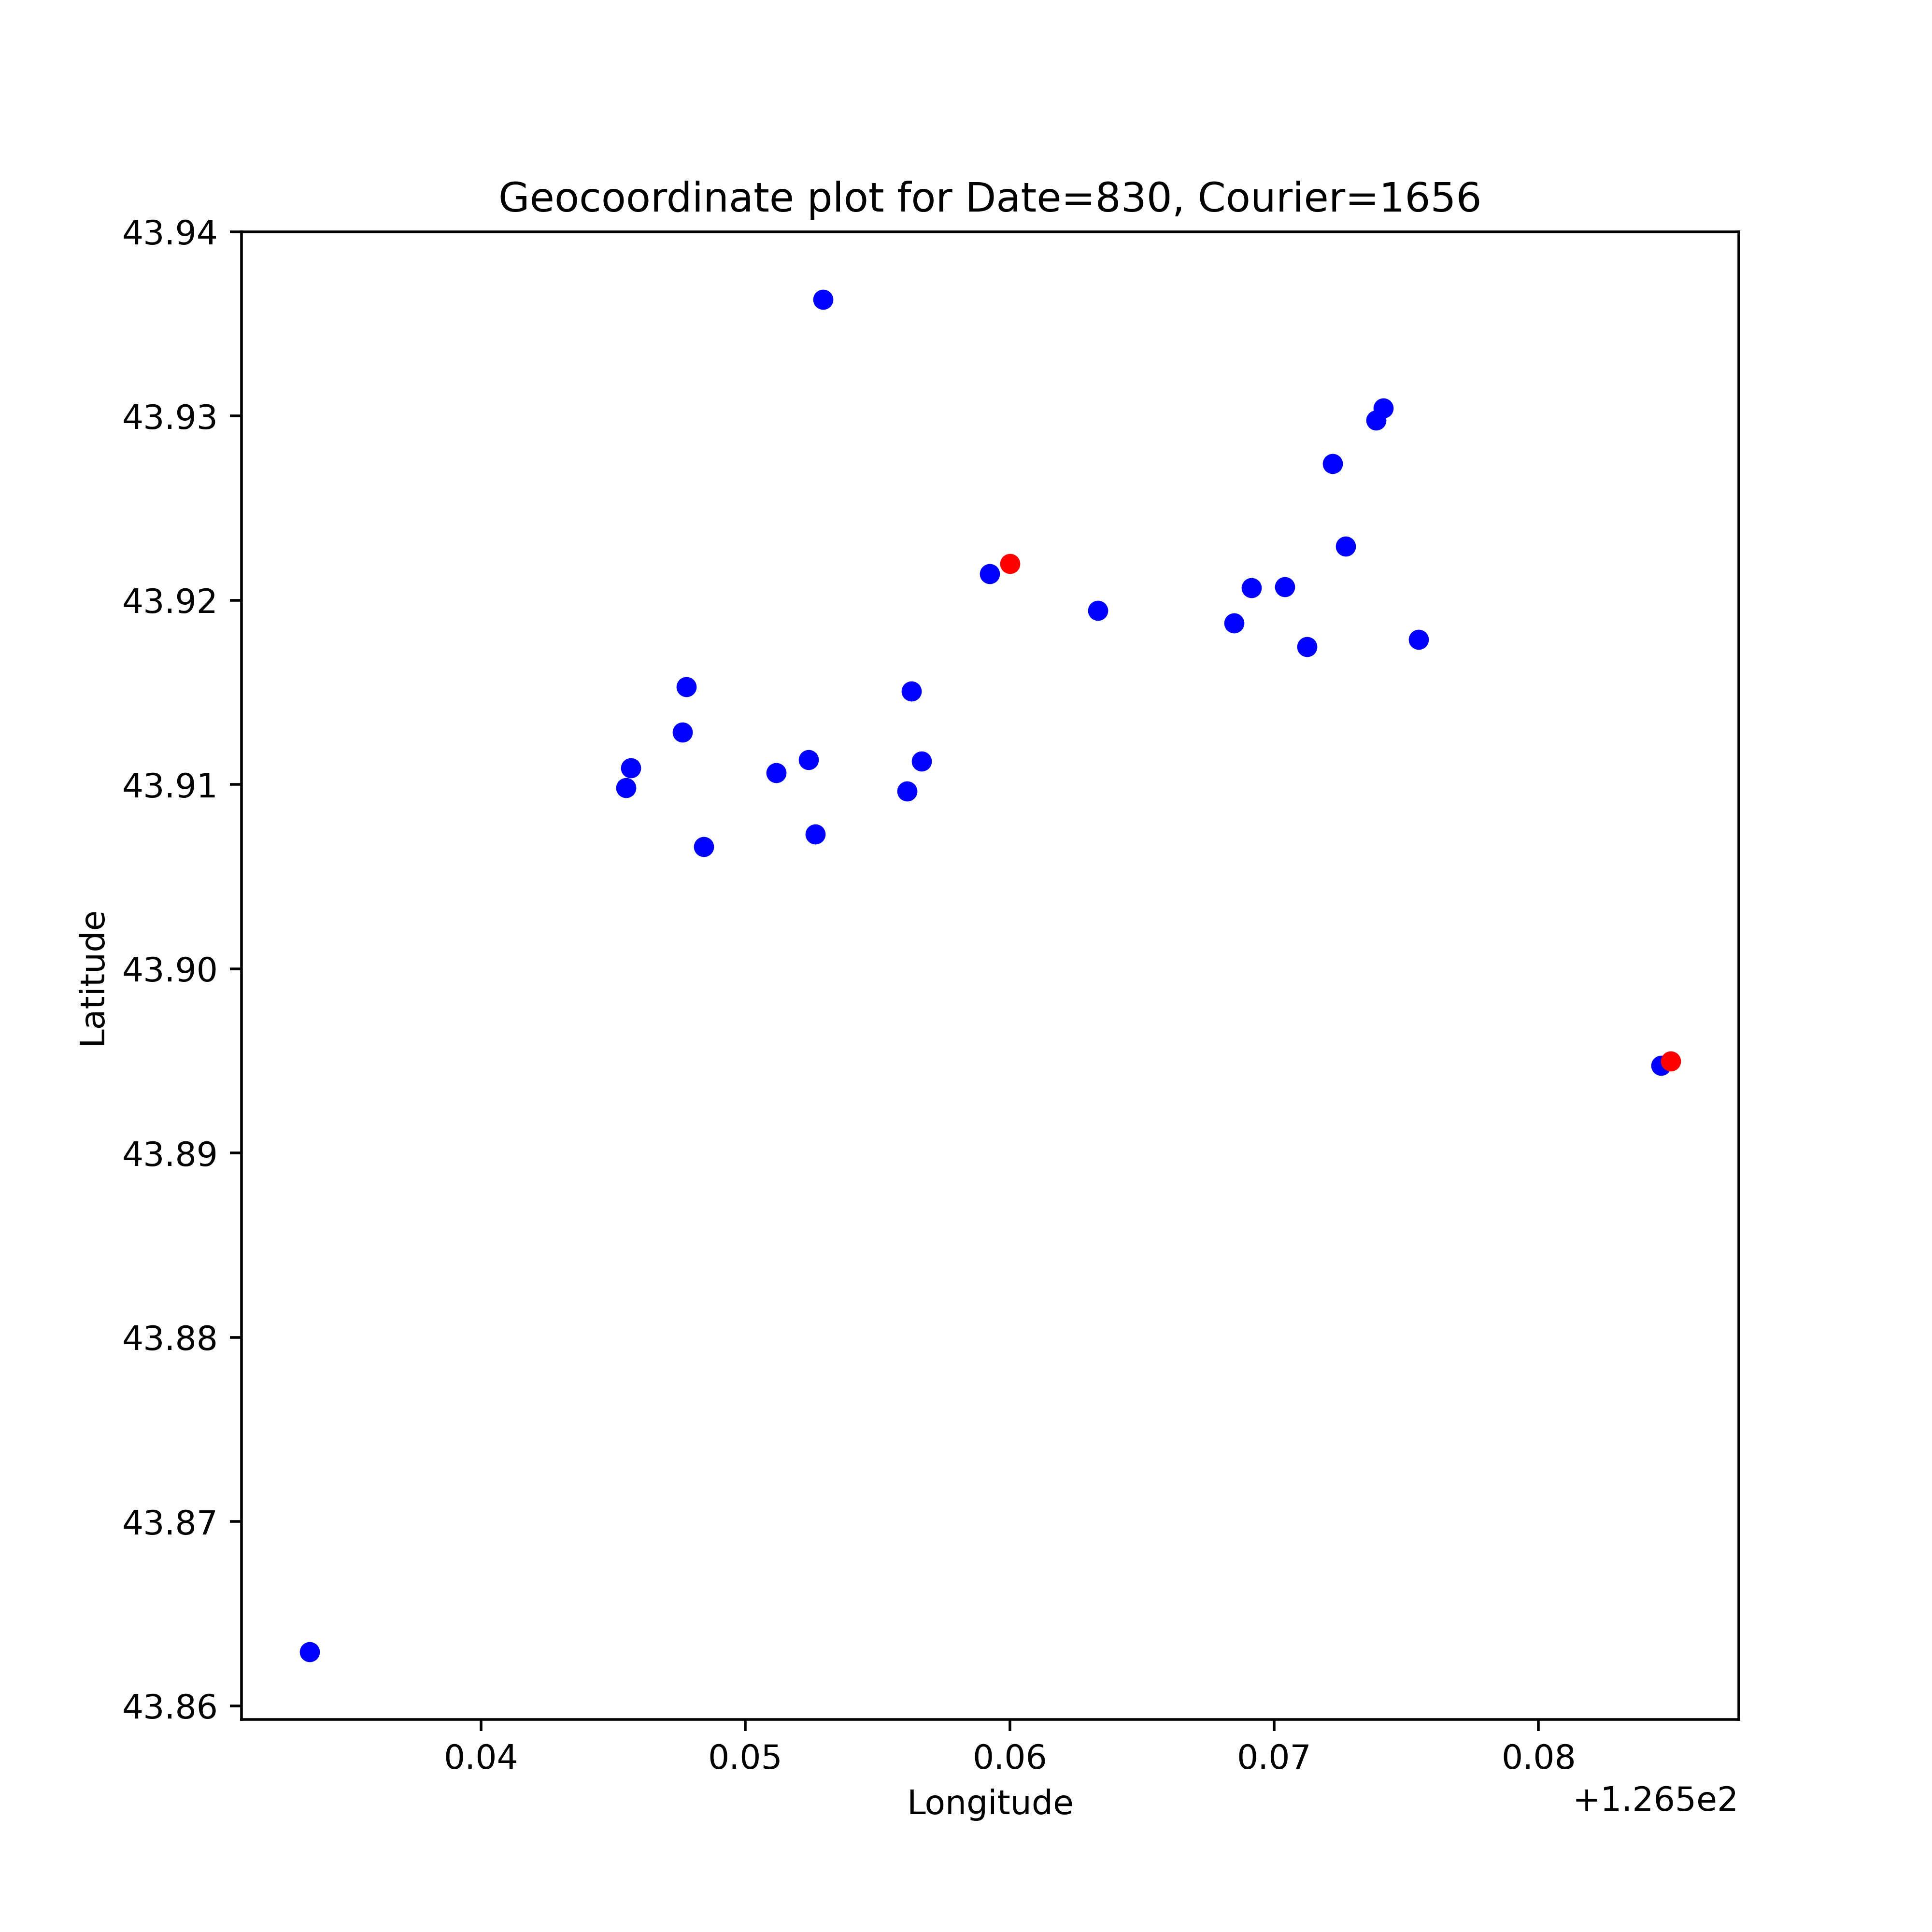 Geocoordinate plot for Date=830, Courier=1656
43.94
43.93
43.92
43.91
43.90
43.89
43.88
43.87
43.86
Latitude
0.04 0.05 0.06 0.07 0.08
+1.265e2
Longitude